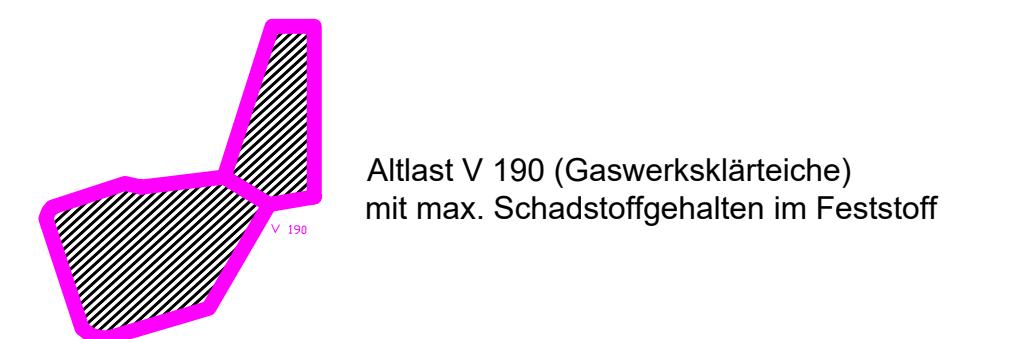 Altlast V 190 (Gaswerksklärteiche)
mit max. Schadstoffgehalten im Feststoff
V 190